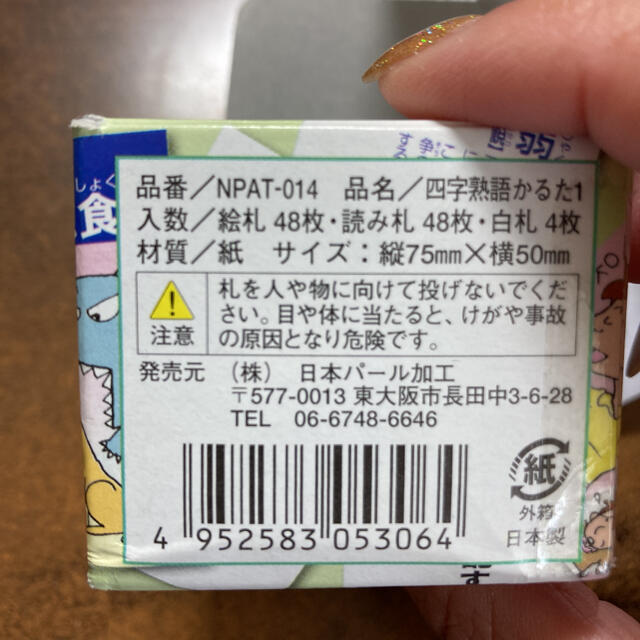 しょく
食
弱
品番／NPAT-014　品名／四字熟語かるた1
入数／絵札 48枚・読み札 48枚・白札 4枚
材質／紙　サイズ：縦75mm×横50mm
注意
札を人や物に向けて投げないでくだ
さい。目や体に当たると、けがや事故
の原因となり危険です。
発売元　（株）　日本パール加工
〒577-0013 東大阪市長田中3-6-28
TEL　06-6748-6646
4 952583 053064
紙
外箱
日本製